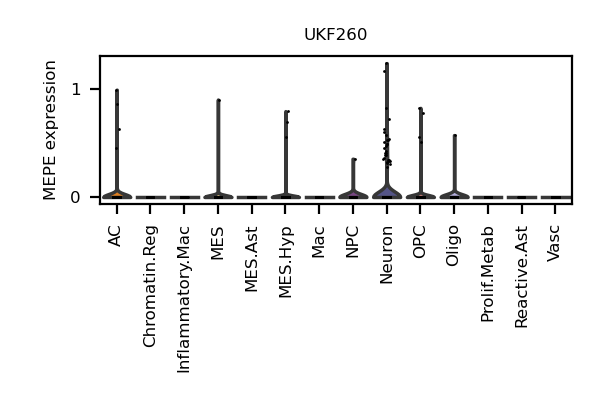 UKF260
MEPE expression
1
0
AC
Chromatin.Reg
Inflammatory.Mac
MES
MES.Ast
MES.Hyp
Mac
NPC
Neuron
OPC
Oligo
Prolif.Metab
Reactive.Ast
Vasc